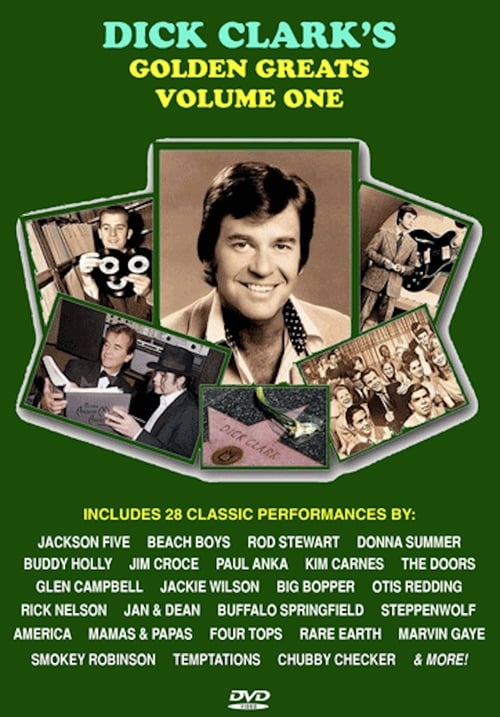 DICK CLARK'S
GOLDEN GREATS
VOLUME ONE
DICK CLARK
INCLUDES 28 CLASSIC PERFORMANCES BY:
JACKSON FIVE BEACH BOYS ROD STEWART DONNA SUMMER
BUDDY HOLLY JIM CROCE PAUL ANKA KIM CARNES THE DOORS
GLEN CAMPBELL JACKIE WILSON BIG BOPPER OTIS REDDING
RICK NELSON JAN & DEAN BUFFALO SPRINGFIELD STEPPENWOLF
AMERICA MAMAS & PAPAS FOUR TOPS RARE EARTH MARVIN GAYE
SMOKEY ROBINSON TEMPTATIONS CHUBBY CHECKER & MORE!
DVD
VIDEO